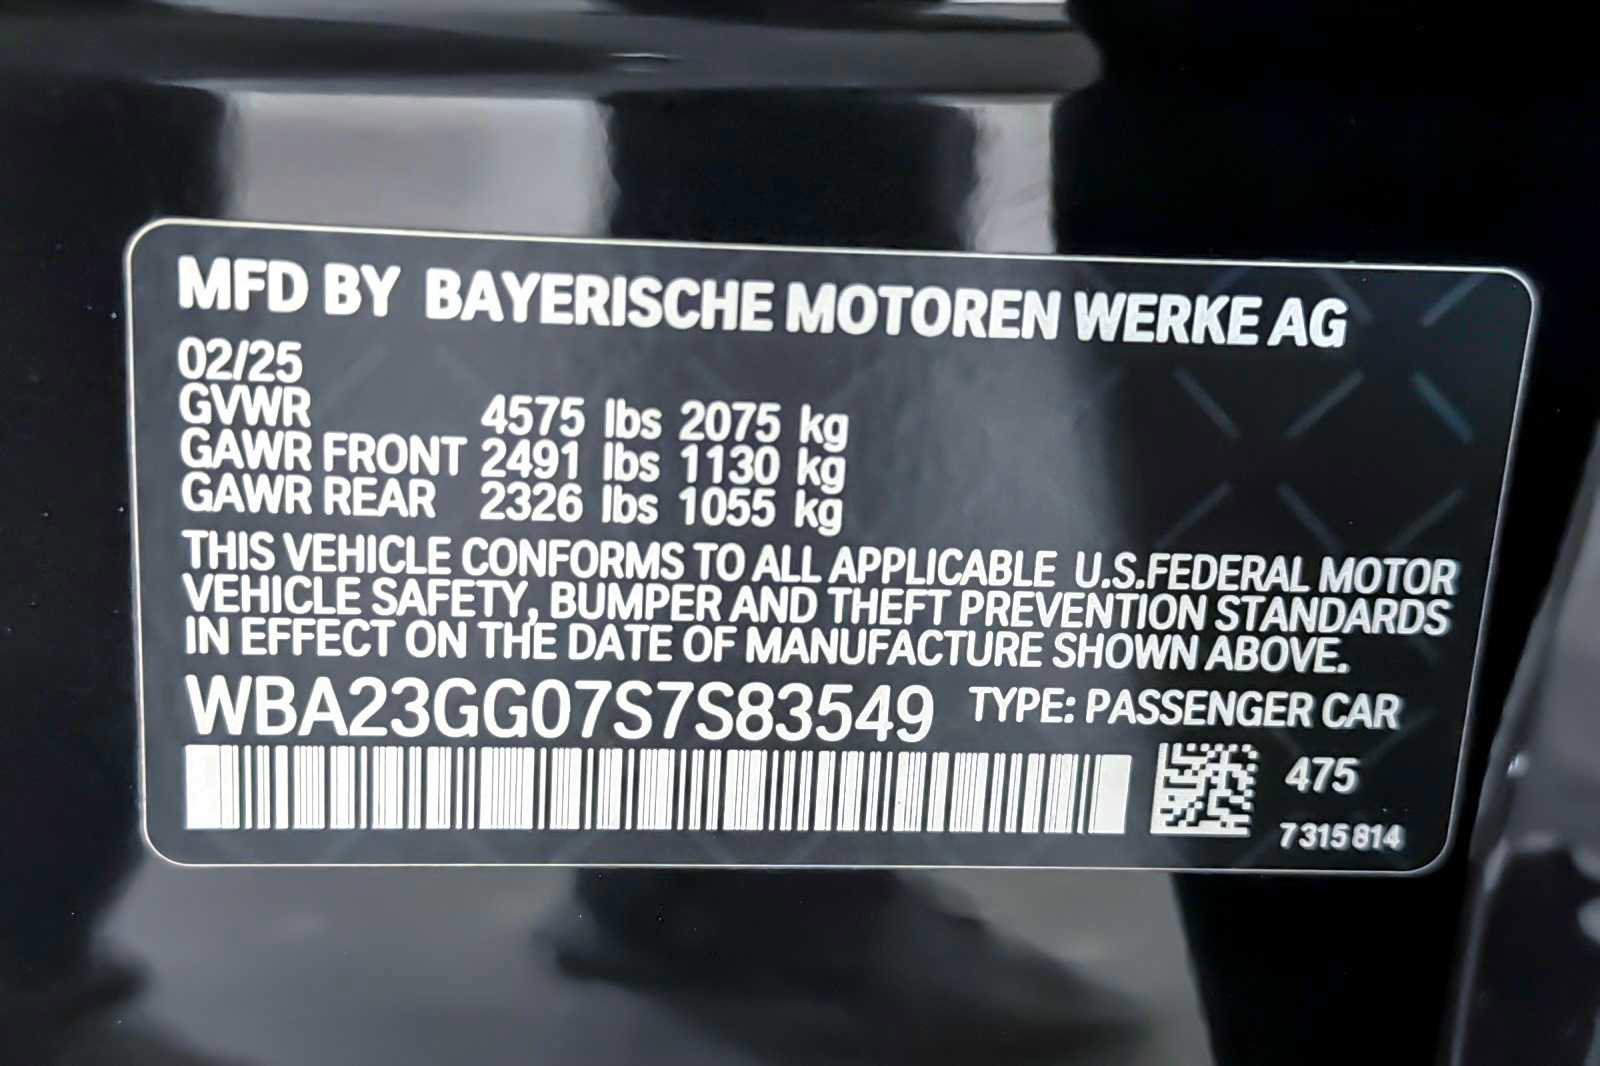 MFD BY BAYERISCHE MOTOREN WERKE AG
02/25
GVWR 4575 lbs 2075 kg
GAWR FRONT 2491 lbs 1130 kg
GAWR REAR 2326 lbs 1055 kg
THIS VEHICLE CONFORMS TO ALL APPLICABLE U.S.FEDERAL MOTOR
VEHICLE SAFETY, BUMPER AND THEFT PREVENTION STANDARDS
IN EFFECT ON THE DATE OF MANUFACTURE SHOWN ABOVE.
WBA23GG07S7S83549 TYPE: PASSENGER CAR
475
7315814